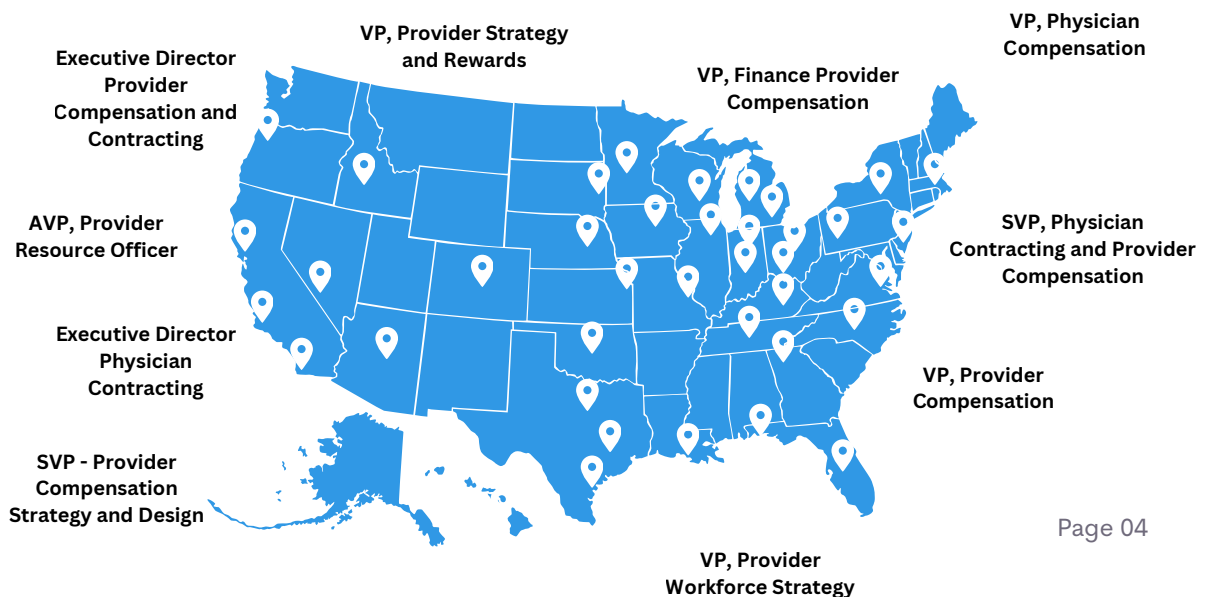 VP, Physician
Compensation
VP, Provider Strategy
and Rewards
Executive Director
Provider
Compensation and
Contracting
VP, Finance Provider
Compensation
AVP, Provider
Resource Officer
SVP, Physician
Contracting and Provider
Compensation
Executive Director
Physician
Contracting
VP, Provider
Compensation
SVP - Provider
Compensation
Strategy and Design
Page 04
VP, Provider
Workforce Strategy